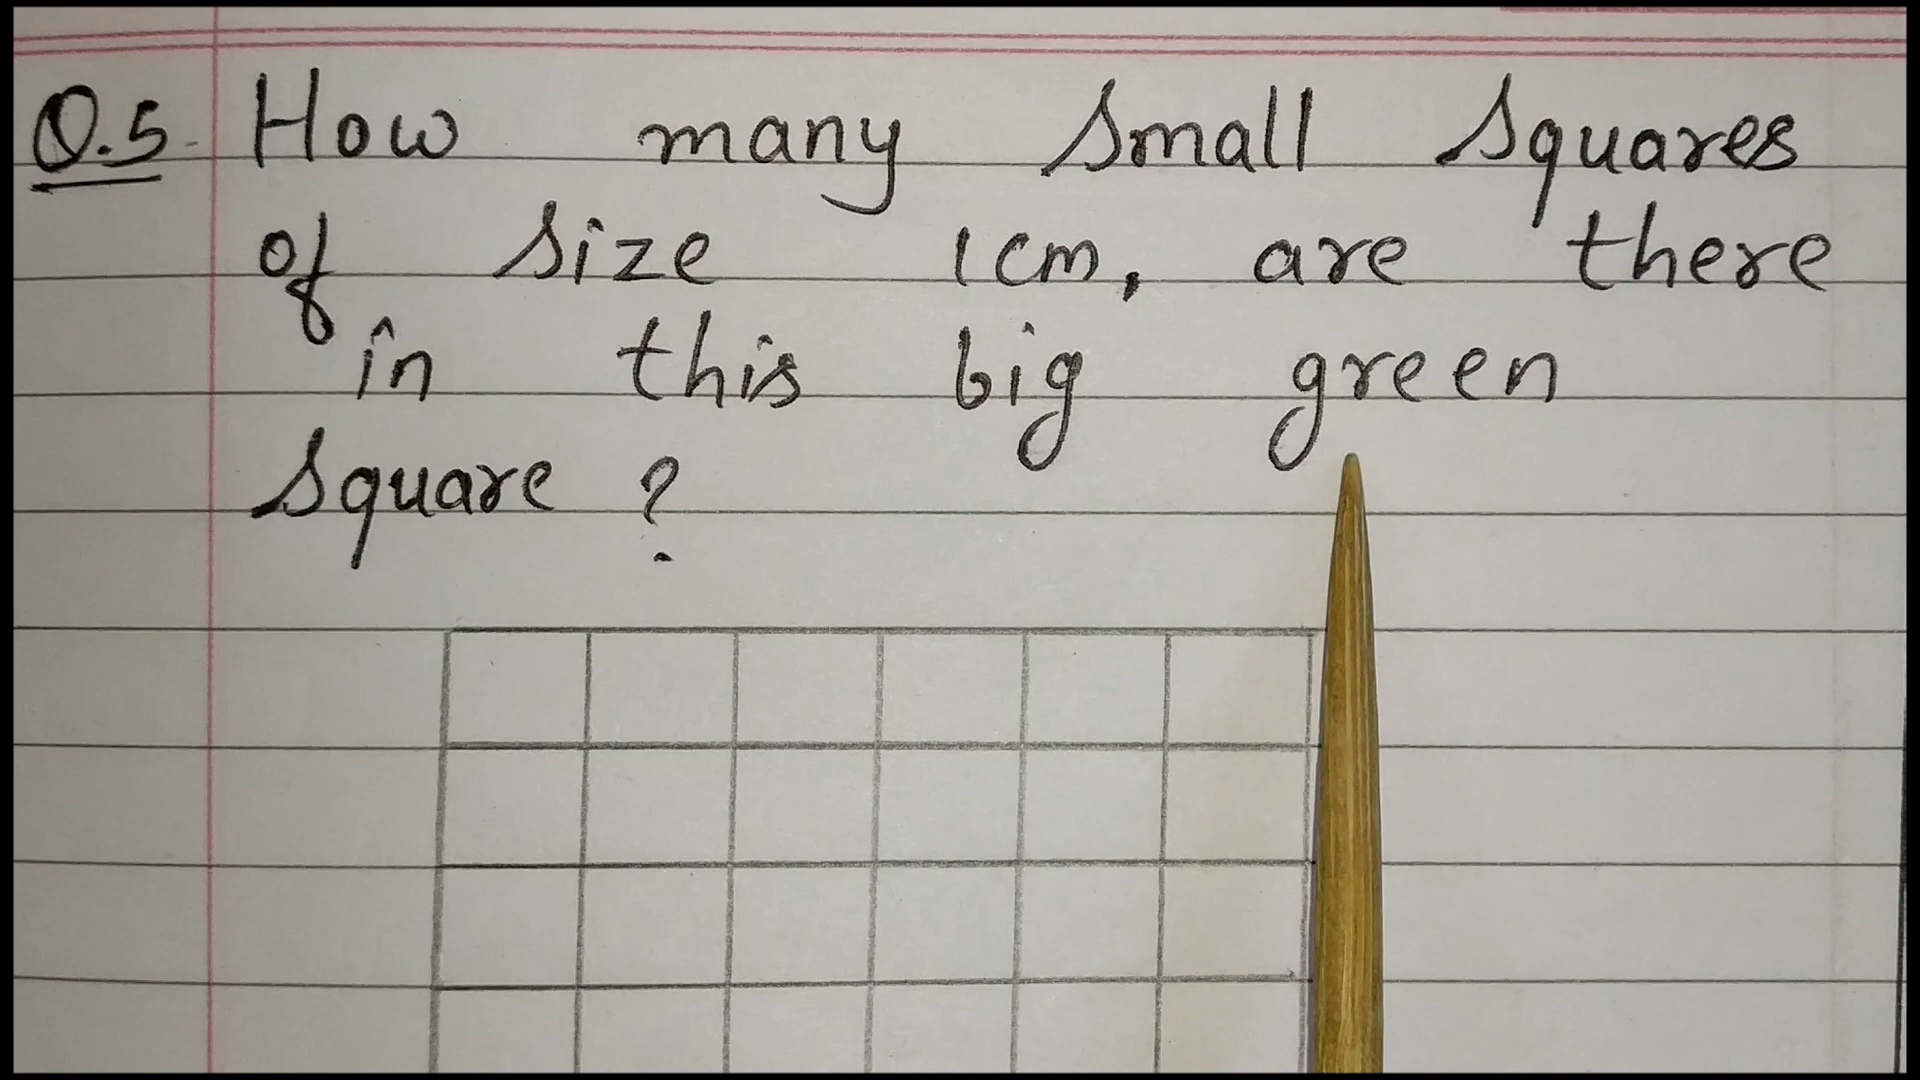 Q.5. How many small squares
of size 1cm, are there
in this big green
square ?